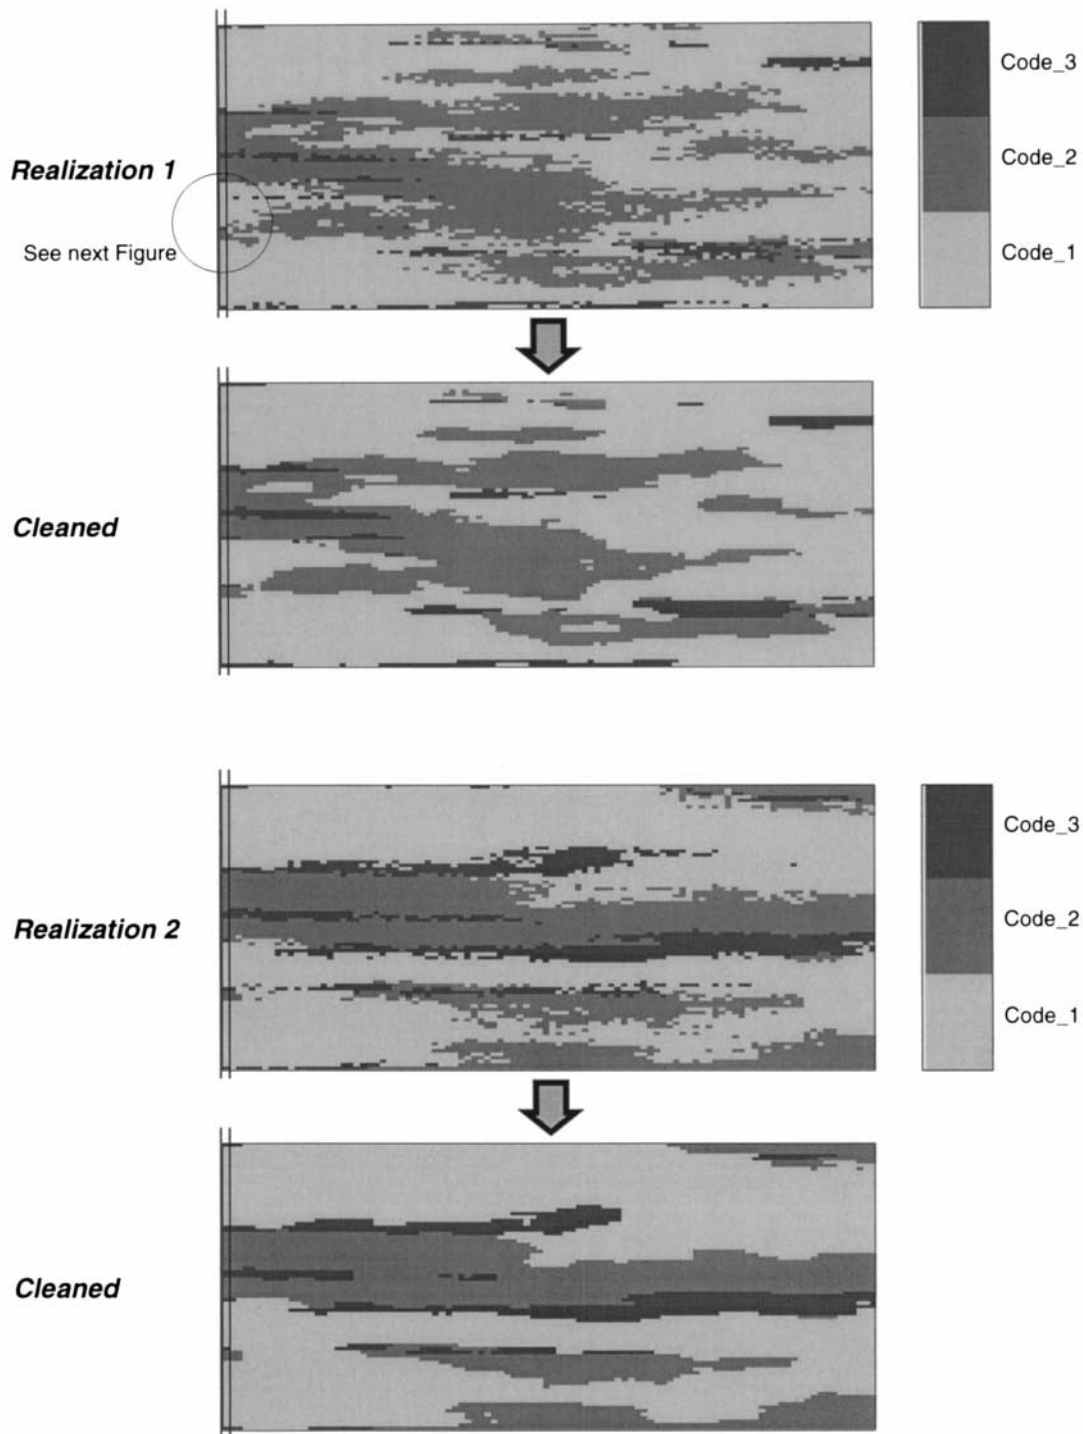 Code_3
Code_2
Realization 1
See next Figure
Code_1
Cleaned
Code_3
Realization 2
Code_2
Code_1
Cleaned